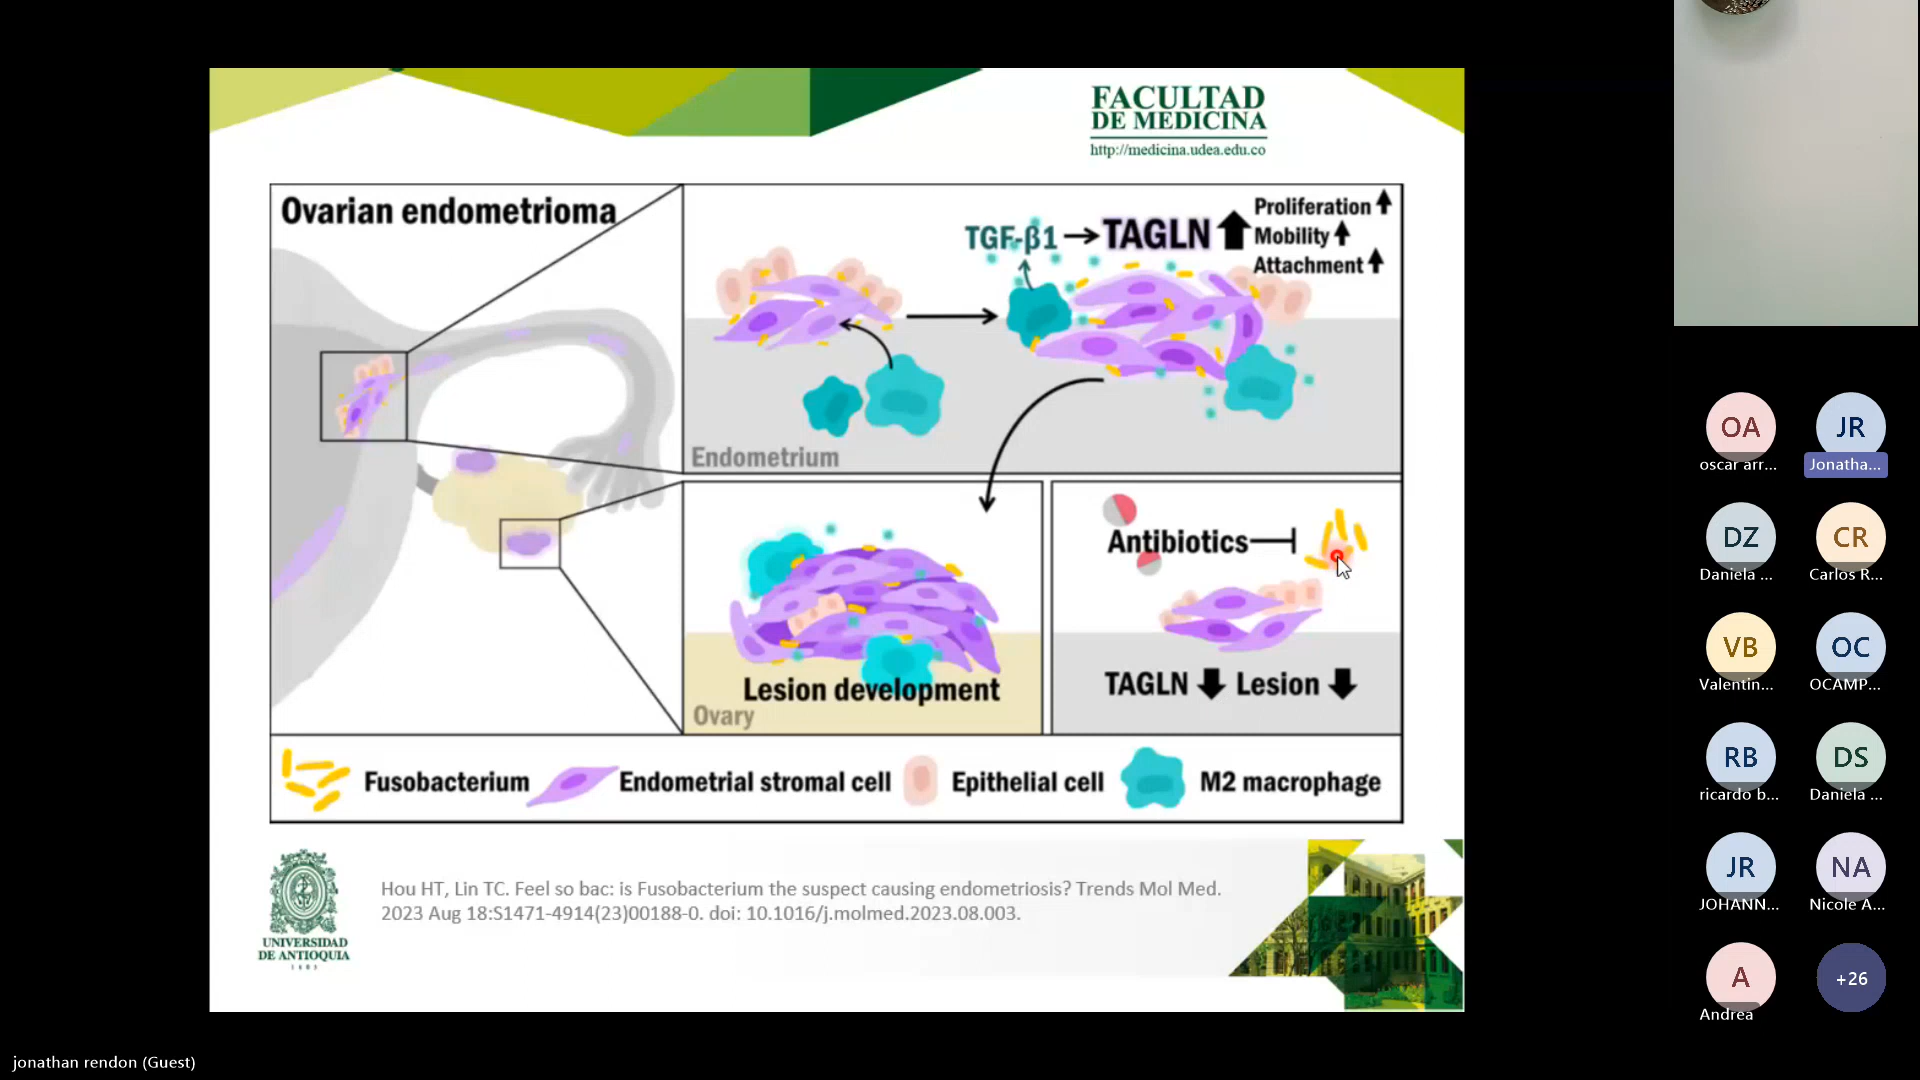 FACULTAD
DE MEDICINA
http://medicina.udea.edu.co
Ovarian endometrioma
TGF-β1
TAGLN
Proliferation
Mobility
Attachment
Endometrium
Lesion development
Ovary
Antibiotics
TAGLN
Lesion
Fusobacterium
Endometrial stromal cell
Epithelial cell
M2 macrophage
UNIVERSIDAD
DE ANTIOQUIA
1803
Hou HT, Lin TC. Feel so bac: is Fusobacterium the suspect causing endometriosis? Trends Mol Med.
2023 Aug 18:S1471-4914(23)00188-0. doi: 10.1016/j.molmed.2023.08.003.
OA
JR
oscar arr...
Jonatha...
DZ
CR
Daniela ...
Carlos R...
VB
OC
Valentin...
OCAMP...
RB
DS
ricardo b...
Daniela ...
JR
NA
JOHANN...
Nicole A...
A
+26
Andrea
jonathan rendon (Guest)